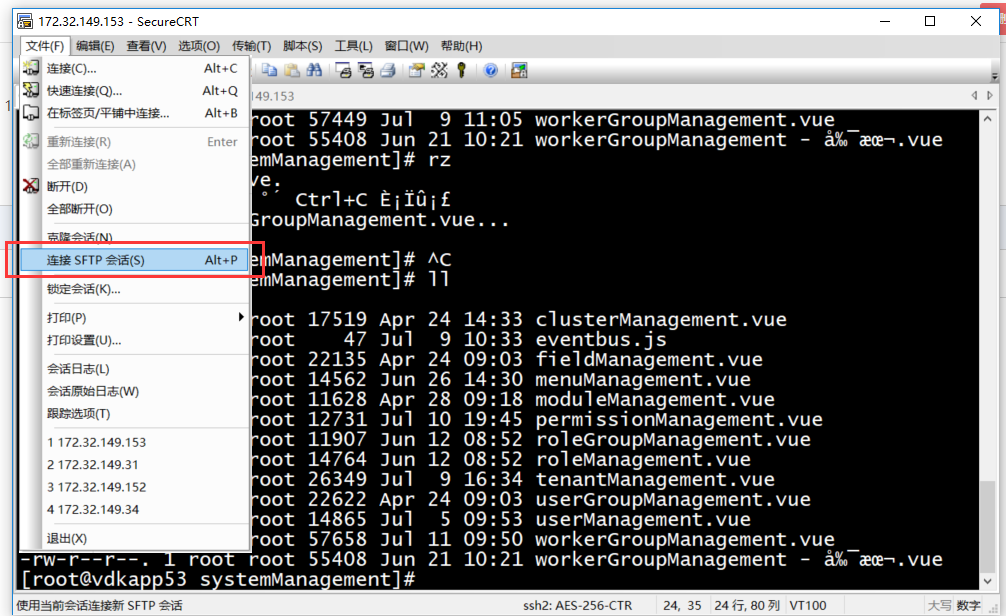 172.32.149.153 - SecureCRT
文件(F) 编辑(E) 查看(V) 选项(O) 传输(T) 脚本(S) 工具(L) 窗口(W) 帮助(H)
连接(C)... Alt+C
快速连接(Q)... Alt+Q
在标签页/平铺中连接... Alt+B
重新连接(R) Enter
全部重新连接(A)
断开(D)
全部断开(O)
克隆会话(N)
连接 SFTP 会话(S) Alt+P
锁定会话(K)...
打印(P)
打印设置(U)...
会话日志(L)
会话原始日志(W)
跟踪选项(T)
1 172.32.149.153
2 172.32.149.31
3 172.32.149.152
4 172.32.149.34
退出(X)
149.153
root 57449 Jul  9 11:05 workerGroupManagement.vue
root 55408 Jun 21 10:21 workerGroupManagement - å‰¯æœ¬.vue
emManagement]# rz
ve.
Ctrl+C È¡Ïû¡£
GroupManagement.vue...
emManagement]# ^C
emManagement]# ll
root 17519 Apr 24 14:33 clusterManagement.vue
root    47 Jul  9 10:33 eventbus.js
root 22135 Apr 24 09:03 fieldManagement.vue
root 14562 Jun 26 14:30 menuManagement.vue
root 11628 Apr 28 09:18 moduleManagement.vue
root 12731 Jul 10 19:45 permissionManagement.vue
root 11907 Jun 12 08:52 roleGroupManagement.vue
root 14764 Jun 12 08:52 roleManagement.vue
root 26349 Jul  9 16:34 tenantManagement.vue
root 22622 Apr 24 09:03 userGroupManagement.vue
root 14865 Jul  5 09:53 userManagement.vue
root 57658 Jul 11 09:50 workerGroupManagement.vue
-rw-r--r--. 1 root root 55408 Jun 21 10:21 workerGroupManagement - å‰¯æœ¬.vue
[root@vdkapp53 systemManagement]#
使用当前会话连接新 SFTP 会话 ssh2: AES-256-CTR 24, 35 24 行, 80 列 VT100 大写 数字